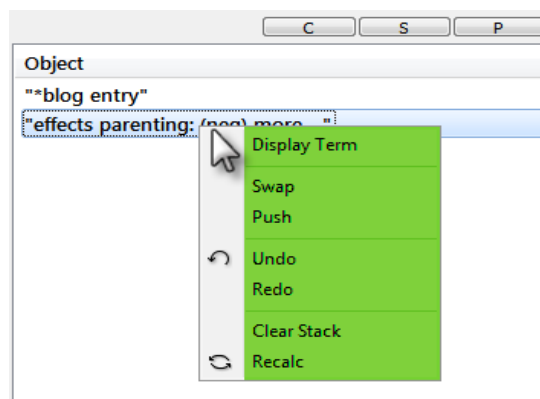 C S P
Object
"*blog entry"
"effects parenting: (neg) more ... "
Display Term
Swap
Push
Undo
Redo
Clear Stack
Recalc